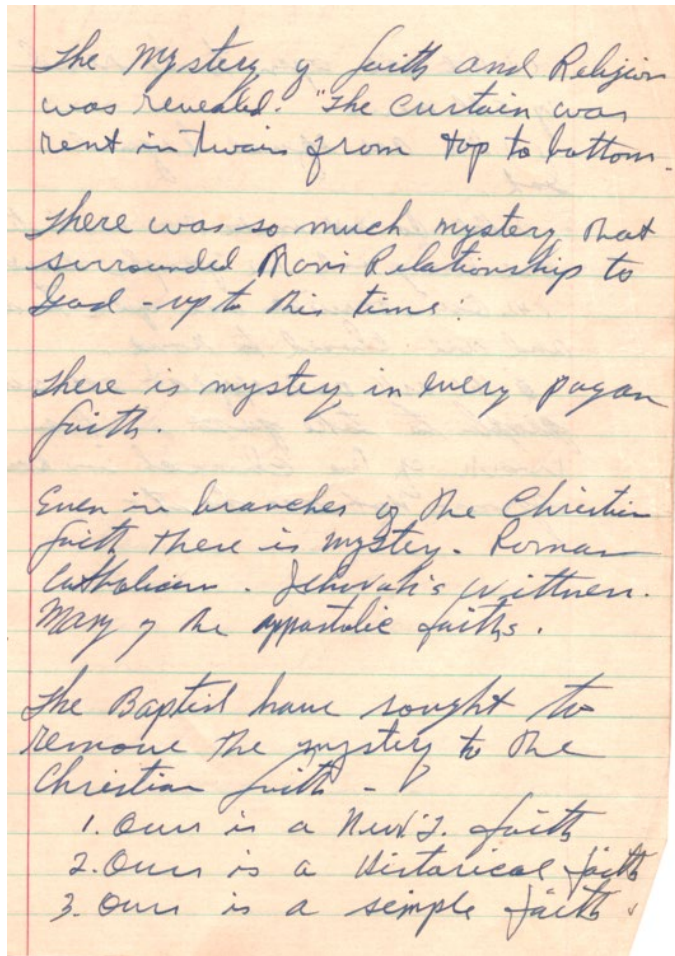 The Mystery of faith and Religion
was revealed. "The curtain was
rent in twain from top to bottom.
There was so much mystery that
surrounded Man's Relationship to
God - up to this time.
There is mystery in every pagan
faith.
Even in branches of the Christian
faith there is mystery. Roman
Catholicism. Jehovah's wittness.
Many of the appostolic faiths.
The Baptist have sought to
remove the mystery to the
Christian faith -
1. Ours is a New T. faith
2. Ours is a Historical faith
3. Ours is a simple faith